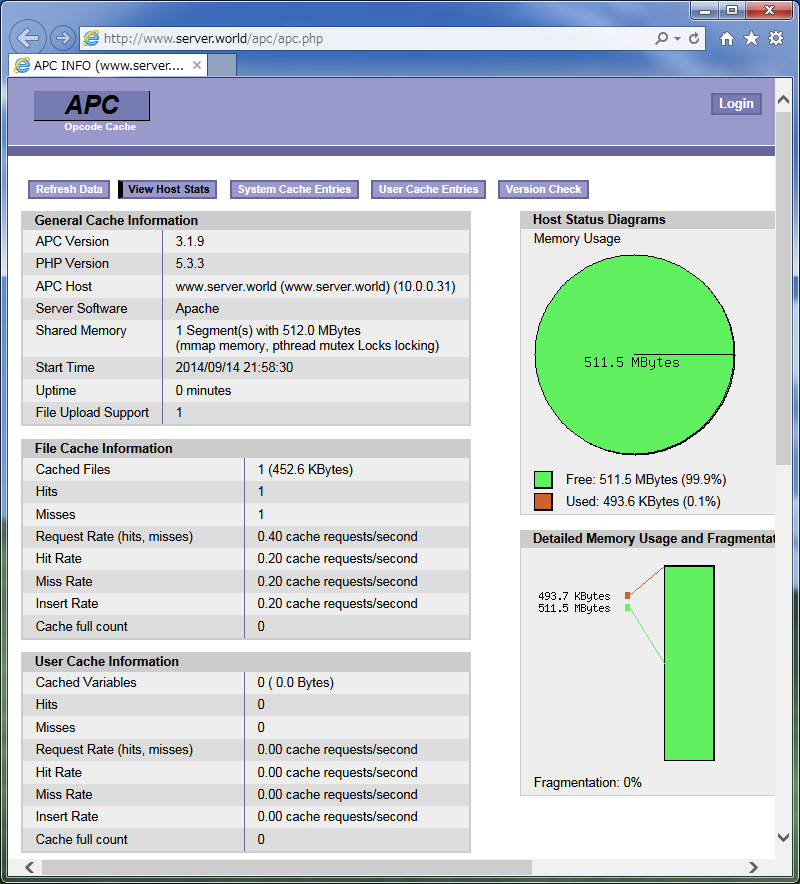 http://www.server.world/apc/apc.php
APC INFO (www.server....
APC
Opcode Cache
Login
Refresh Data
View Host Stats
System Cache Entries
User Cache Entries
Version Check
General Cache Information
APC Version 3.1.9
PHP Version 5.3.3
APC Host www.server.world (www.server.world) (10.0.0.31)
Server Software Apache
Shared Memory 1 Segment(s) with 512.0 MBytes
(mmap memory, pthread mutex Locks locking)
Start Time 2014/09/14 21:58:30
Uptime 0 minutes
File Upload Support 1
File Cache Information
Cached Files 1 (452.6 KBytes)
Hits 1
Misses 1
Request Rate (hits, misses) 0.40 cache requests/second
Hit Rate 0.20 cache requests/second
Miss Rate 0.20 cache requests/second
Insert Rate 0.20 cache requests/second
Cache full count 0
User Cache Information
Cached Variables 0 ( 0.0 Bytes)
Hits 0
Misses 0
Request Rate (hits, misses) 0.00 cache requests/second
Hit Rate 0.00 cache requests/second
Miss Rate 0.00 cache requests/second
Insert Rate 0.00 cache requests/second
Cache full count 0
Host Status Diagrams
Memory Usage
511.5 MBytes
Free: 511.5 MBytes (99.9%)
Used: 493.6 KBytes (0.1%)
Detailed Memory Usage and Fragmentat
493.7 KBytes
511.5 MBytes
Fragmentation: 0%